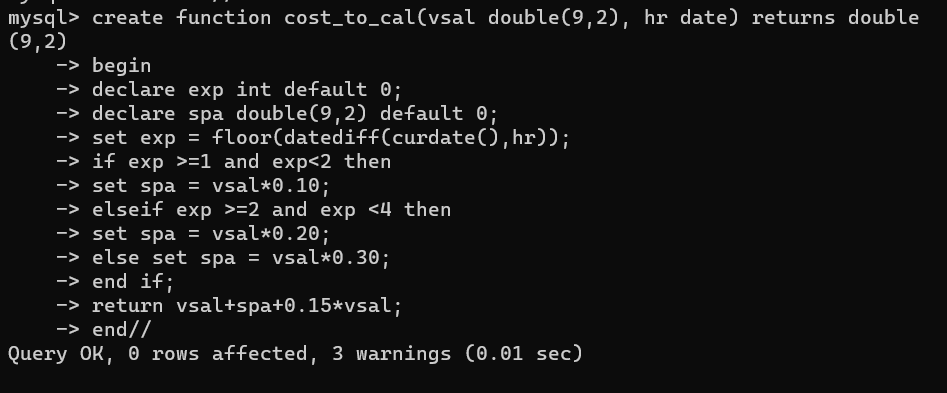 mysql> create function cost_to_cal(vsal double(9,2), hr date) returns double
(9,2)
    -> begin
    -> declare exp int default 0;
    -> declare spa double(9,2) default 0;
    -> set exp = floor(datediff(curdate(),hr));
    -> if exp >=1 and exp<2 then
    -> set spa = vsal*0.10;
    -> elseif exp >=2 and exp <4 then
    -> set spa = vsal*0.20;
    -> else set spa = vsal*0.30;
    -> end if;
    -> return vsal+spa+0.15*vsal;
    -> end//
Query OK, 0 rows affected, 3 warnings (0.01 sec)